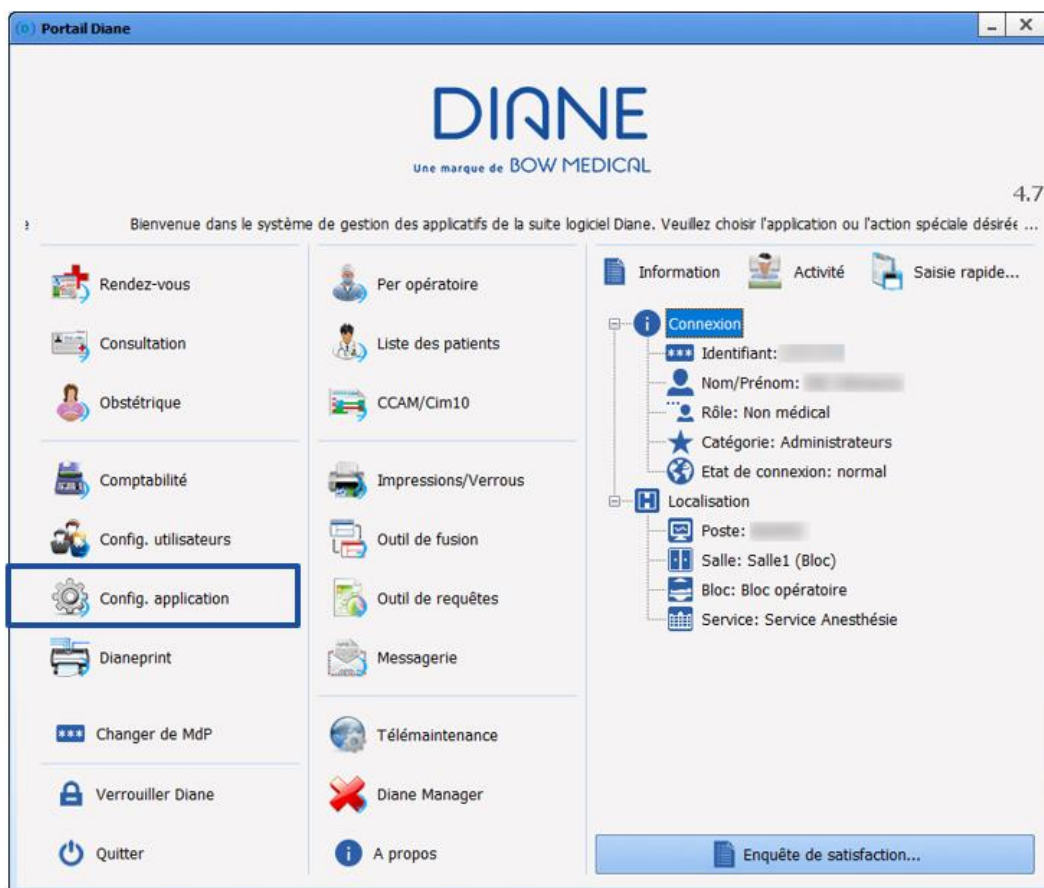 Portail Diane
DIANE
Une marque de BOW MEDICAL
4.7
Bienvenue dans le système de gestion des applicatifs de la suite logiciel Diane. Veuillez choisir l'application ou l'action spéciale désirée ...
Rendez-vous
Consultation
Obstétrique
Comptabilité
Config. utilisateurs
Config. application
Dianeprint
Changer de MdP
Verrouiller Diane
Quitter
Per opératoire
Liste des patients
CCAM/Cim10
Impressions/Verrous
Outil de fusion
Outil de requêtes
Messagerie
Télémaintenance
Diane Manager
A propos
Information Activité Saisie rapide...
Connexion
Identifiant:
Nom/Prénom:
Rôle: Non médical
Catégorie: Administrateurs
Etat de connexion: normal
Localisation
Poste:
Salle: Salle1 (Bloc)
Bloc: Bloc opératoire
Service: Service Anesthésie
Enquête de satisfaction...